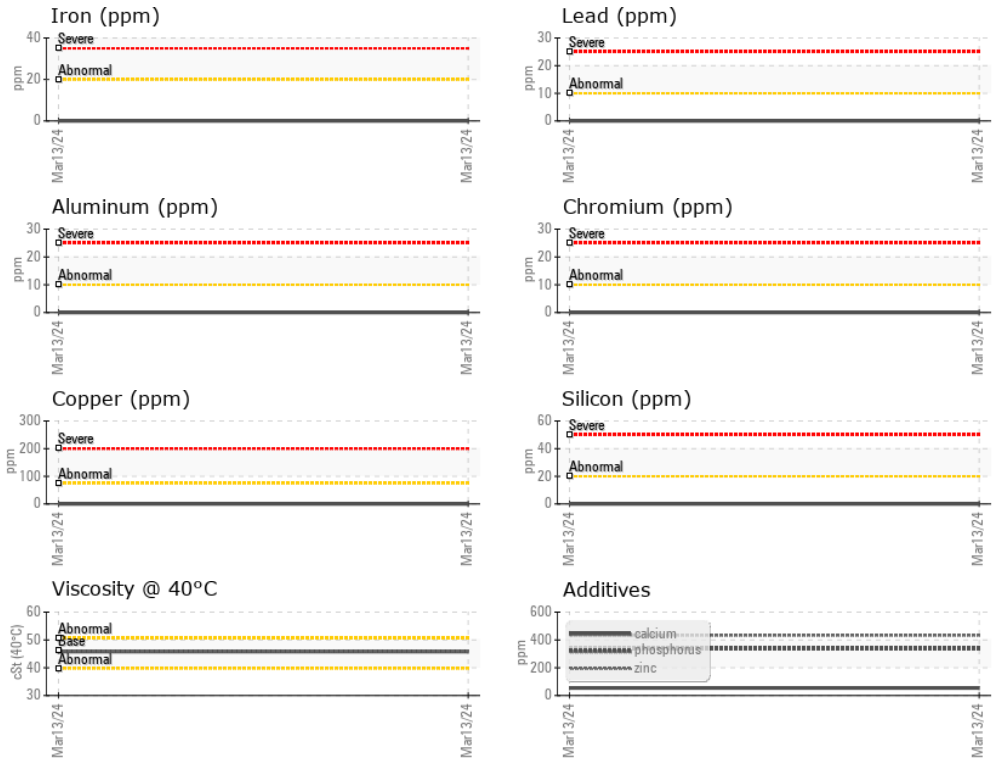 Iron (ppm)
40
20
0
ppm
Severe
Abnormal
Mar13/24
Mar13/24
Lead (ppm)
30
20
10
0
ppm
Severe
Abnormal
Mar13/24
Mar13/24
Aluminum (ppm)
30
20
10
0
ppm
Severe
Abnormal
Mar13/24
Mar13/24
Chromium (ppm)
30
20
10
0
ppm
Severe
Abnormal
Mar13/24
Mar13/24
Copper (ppm)
300
200
100
0
ppm
Severe
Abnormal
Mar13/24
Mar13/24
Silicon (ppm)
60
40
20
0
ppm
Severe
Abnormal
Mar13/24
Mar13/24
Viscosity @ 40°C
60
50
40
30
cSt (40°C)
Abnormal
Base
Abnormal
Mar13/24
Mar13/24
Additives
600
400
200
0
ppm
calcium
phosphorus
zinc
Mar13/24
Mar13/24